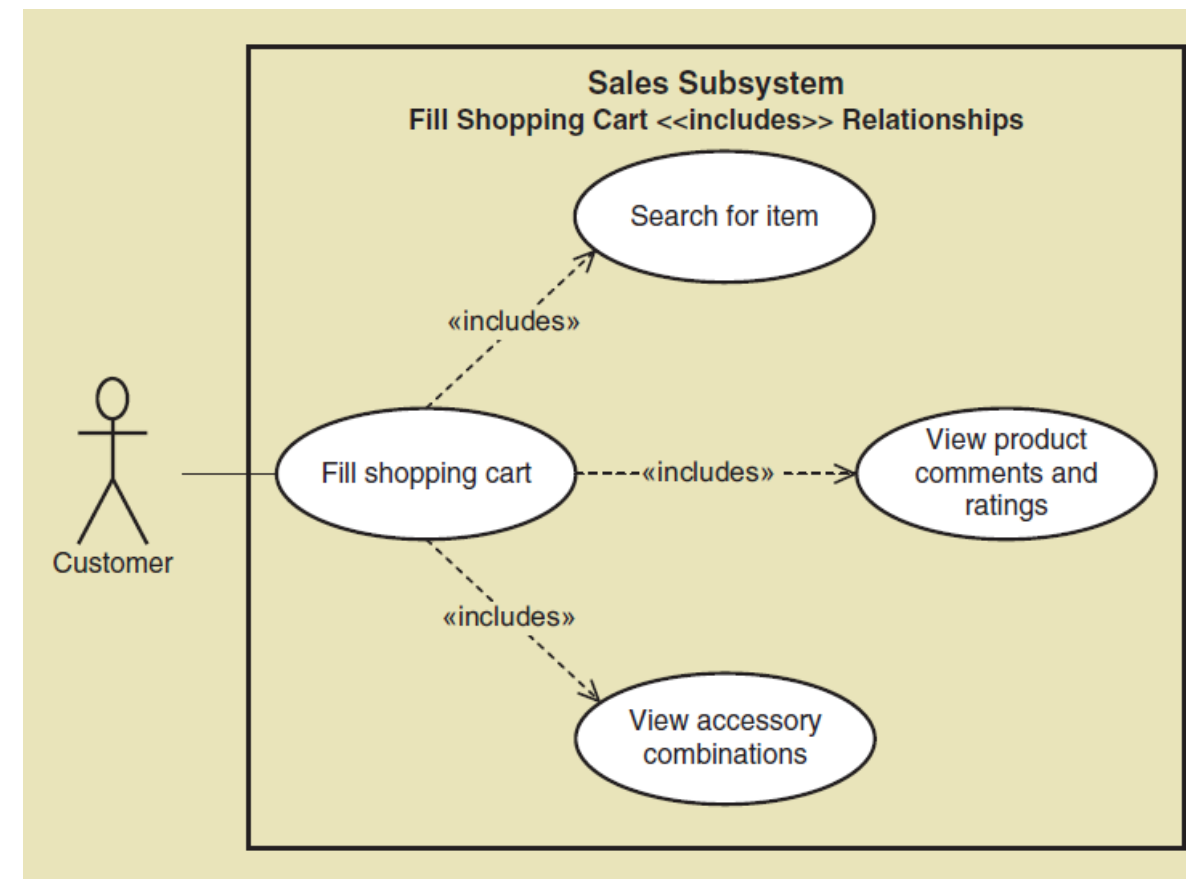 Sales Subsystem
Fill Shopping Cart <<includes>> Relationships
Search for item
«includes»
Fill shopping cart
«includes»
View product
comments and
ratings
Customer
«includes»
View accessory
combinations